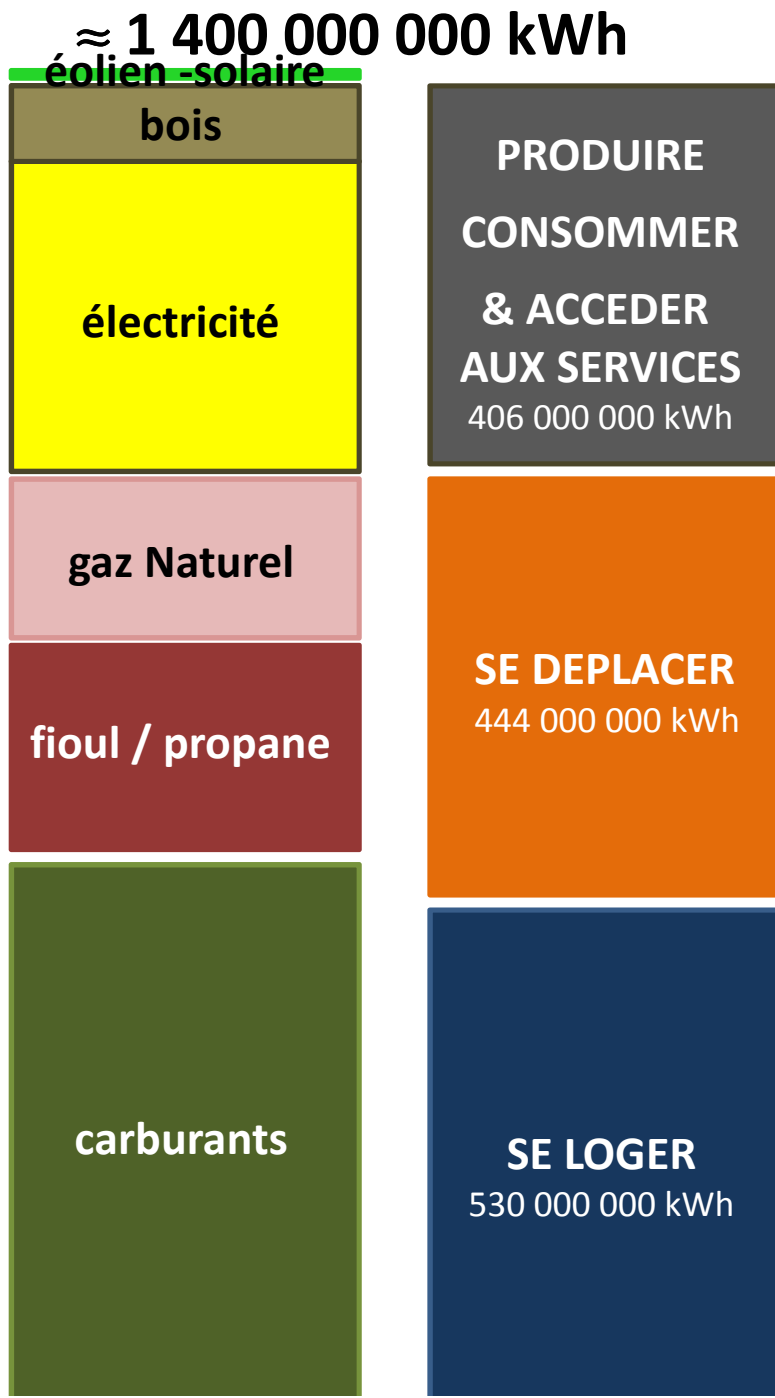 ≈ 1 400 000 000 kWh
éolien -solaire
bois
électricité
gaz Naturel
fioul / propane
carburants
PRODUIRE
CONSOMMER
& ACCEDER
AUX SERVICES
406 000 000 kWh
SE DEPLACER
444 000 000 kWh
SE LOGER
530 000 000 kWh